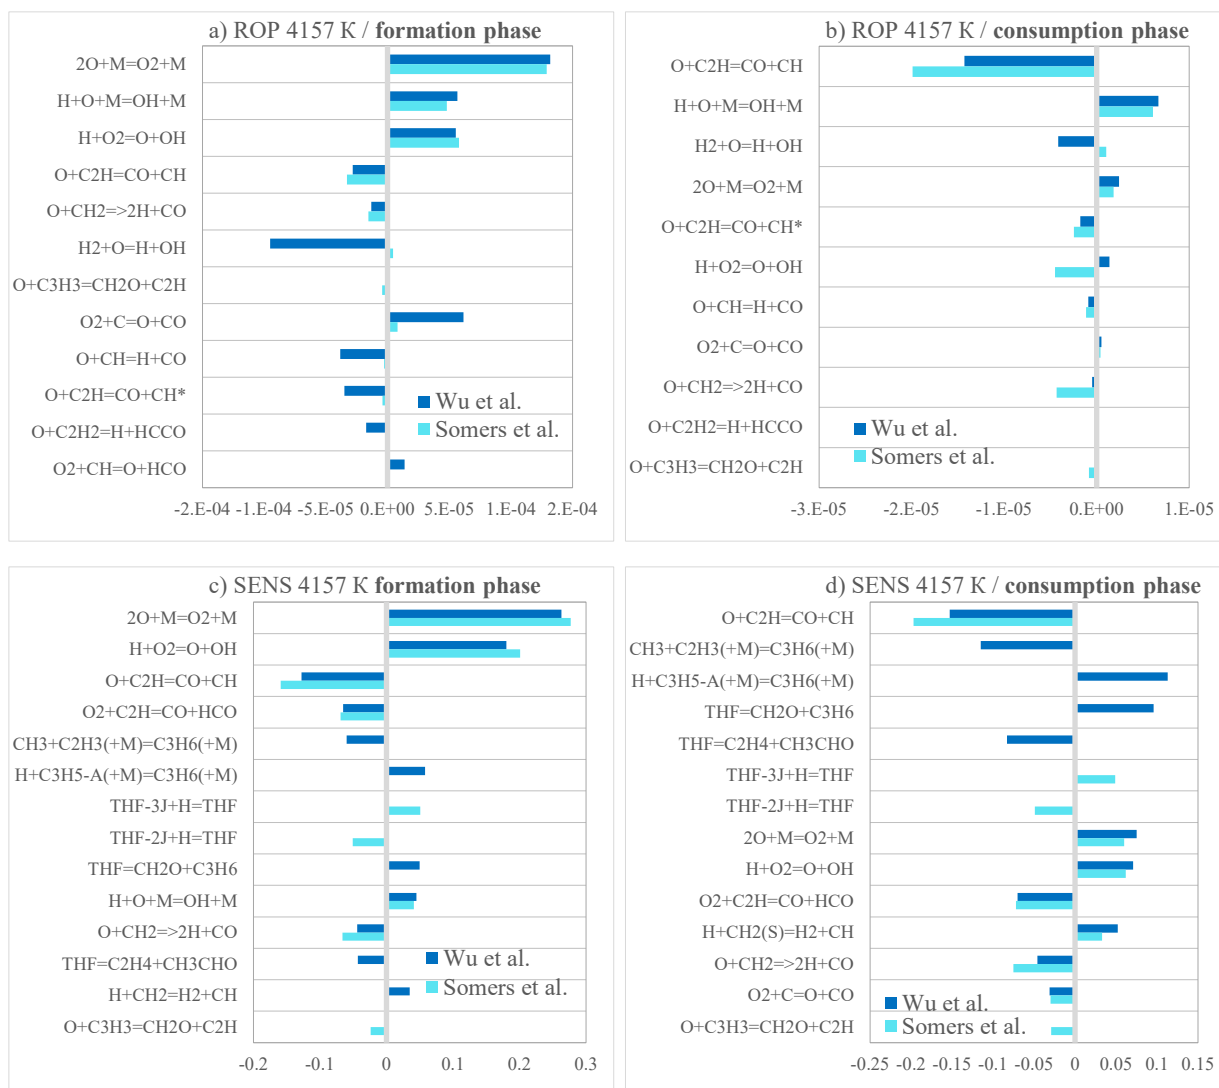 a) ROP 4157 K / formation phase
2O+M=O2+M
H+O+M=OH+M
H+O2=O+OH
O+C2H=CO+CH
O+CH2=>2H+CO
H2+O=H+OH
O+C3H3=CH2O+C2H
O2+C=O+CO
O+CH=H+CO
O+C2H=CO+CH*
O+C2H2=H+HCCO
O2+CH=O+HCO
Wu et al.
Somers et al.
-2.E-04 -1.E-04 -5.E-05 0.E+00 5.E-05 1.E-04 2.E-04
b) ROP 4157 K / consumption phase
O+C2H=CO+CH
H+O+M=OH+M
H2+O=H+OH
2O+M=O2+M
O+C2H=CO+CH*
H+O2=O+OH
O+CH=H+CO
O2+C=O+CO
O+CH2=>2H+CO
O+C2H2=H+HCCO
O+C3H3=CH2O+C2H
Wu et al.
Somers et al.
-3.E-05 -2.E-05 -1.E-05 0.E+00 1.E-05
c) SENS 4157 K formation phase
2O+M=O2+M
H+O2=O+OH
O+C2H=CO+CH
O2+C2H=CO+HCO
CH3+C2H3(+M)=C3H6(+M)
H+C3H5-A(+M)=C3H6(+M)
THF-3J+H=THF
THF-2J+H=THF
THF=CH2O+C3H6
H+O+M=OH+M
O+CH2=>2H+CO
THF=C2H4+CH3CHO
H+CH2=H2+CH
O+C3H3=CH2O+C2H
Wu et al.
Somers et al.
-0.2 -0.1 0 0.1 0.2 0.3
d) SENS 4157 K / consumption phase
O+C2H=CO+CH
CH3+C2H3(+M)=C3H6(+M)
H+C3H5-A(+M)=C3H6(+M)
THF=CH2O+C3H6
THF=C2H4+CH3CHO
THF-3J+H=THF
THF-2J+H=THF
2O+M=O2+M
H+O2=O+OH
O2+C2H=CO+HCO
H+CH2(S)=H2+CH
O+CH2=>2H+CO
O2+C=O+CO
O+C3H3=CH2O+C2H
Wu et al.
Somers et al.
-0.25 -0.2 -0.15 -0.1 -0.05 0 0.05 0.1 0.15